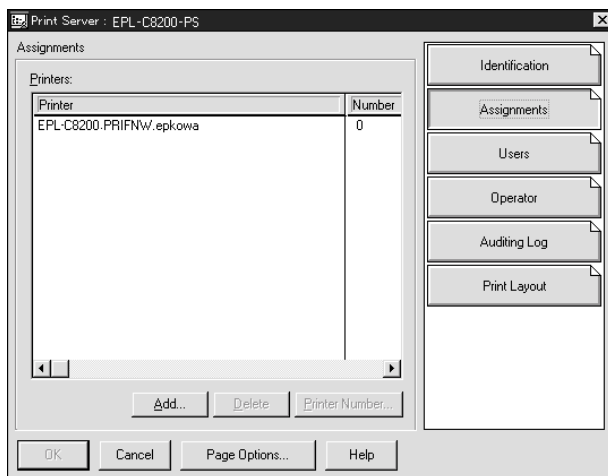 Print Server : EPL-C8200-PS
Assignments
Printers:
Printer Number
EPL-C8200.PRIFNW.epkowa 0
Add... Delete Printer Number...
OK Cancel Page Options... Help
Identification
Assignments
Users
Operator
Auditing Log
Print Layout